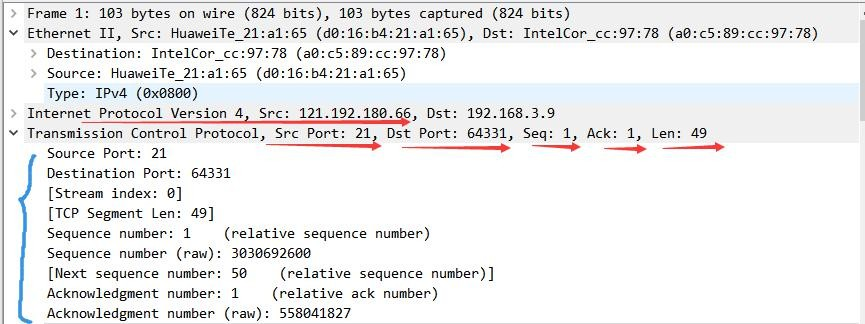 Frame 1: 103 bytes on wire (824 bits), 103 bytes captured (824 bits)
Ethernet II, Src: HuaweiTe_21:a1:65 (d0:16:b4:21:a1:65), Dst: IntelCor_cc:97:78 (a0:c5:89:cc:97:78)
Destination: IntelCor_cc:97:78 (a0:c5:89:cc:97:78)
Source: HuaweiTe_21:a1:65 (d0:16:b4:21:a1:65)
Type: IPv4 (0x0800)
Internet Protocol Version 4, Src: 121.192.180.66, Dst: 192.168.3.9
Transmission Control Protocol, Src Port: 21, Dst Port: 64331, Seq: 1, Ack: 1, Len: 49
Source Port: 21
Destination Port: 64331
[Stream index: 0]
[TCP Segment Len: 49]
Sequence number: 1    (relative sequence number)
Sequence number (raw): 3030692600
[Next sequence number: 50    (relative sequence number)]
Acknowledgment number: 1    (relative ack number)
Acknowledgment number (raw): 558041827